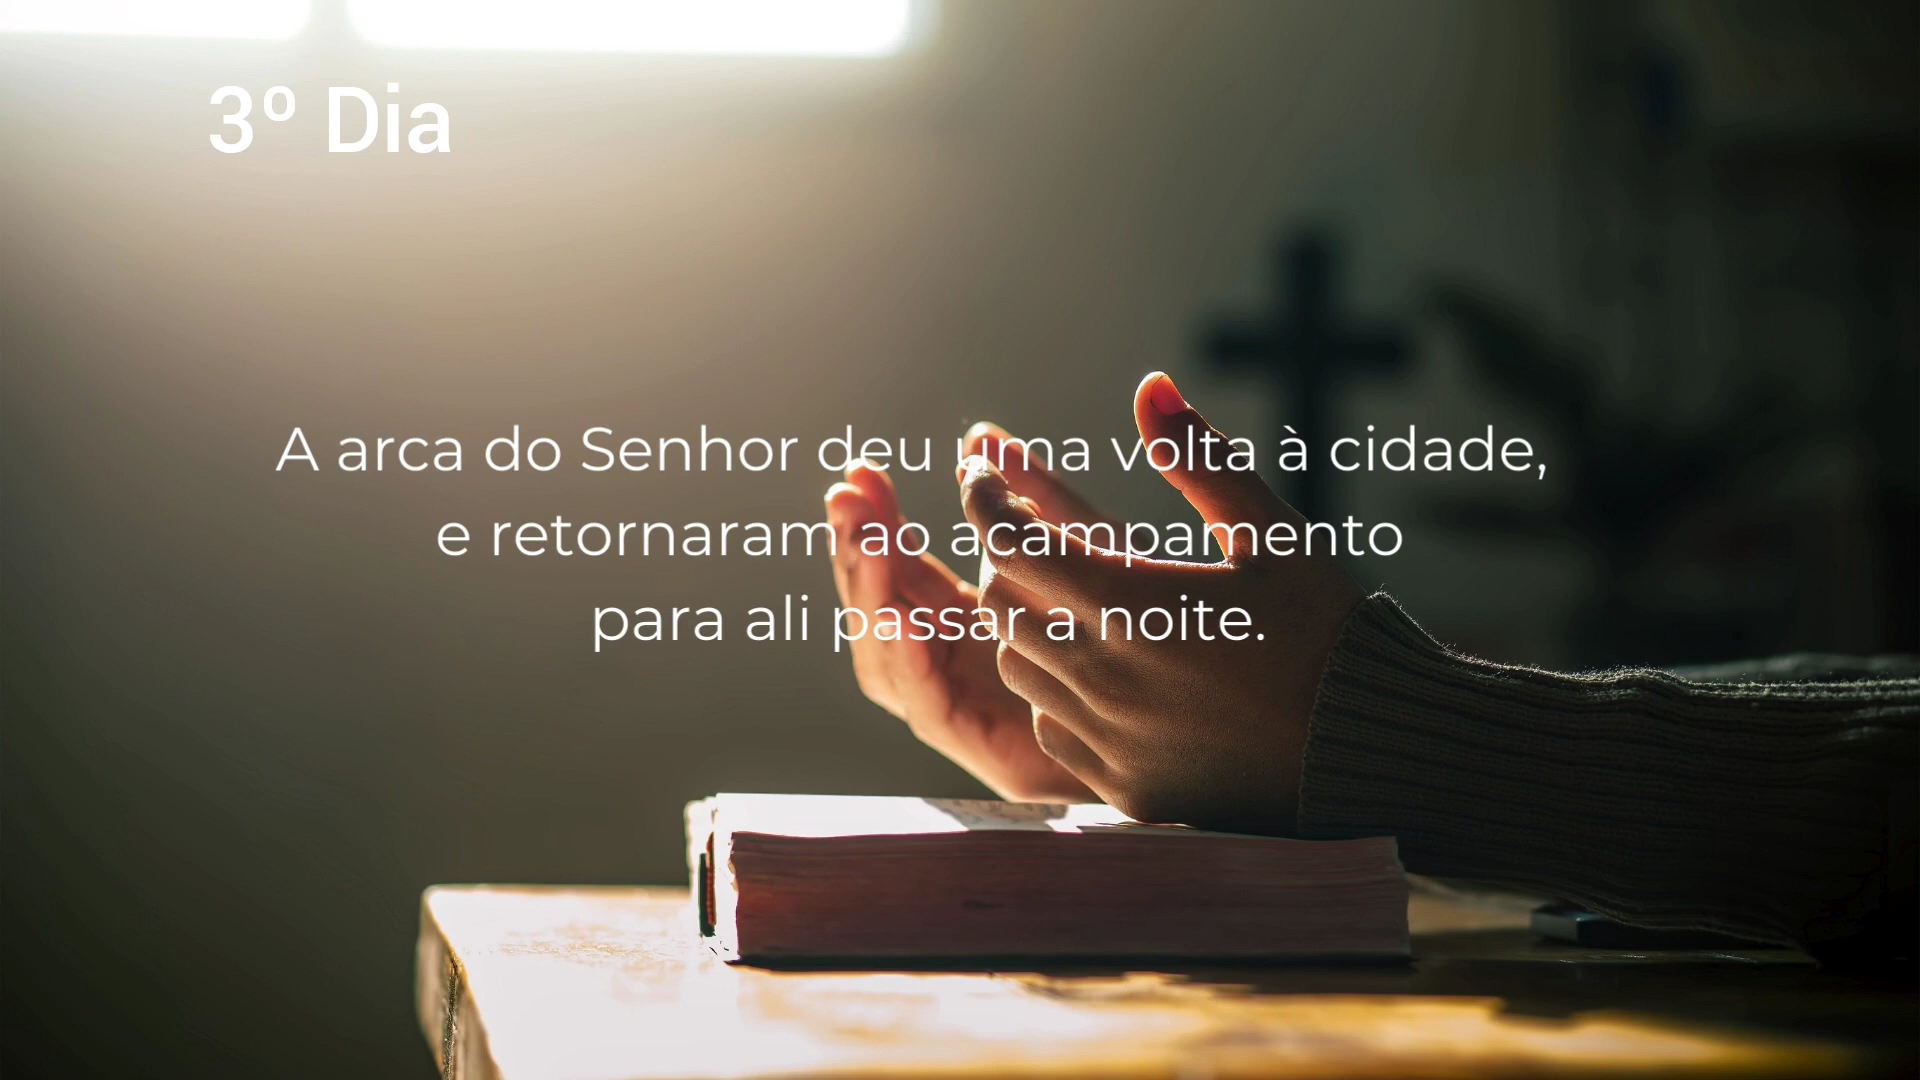 3º Dia
A arca do Senhor deu uma volta à cidade,
e retornaram ao acampamento
para ali passar a noite.